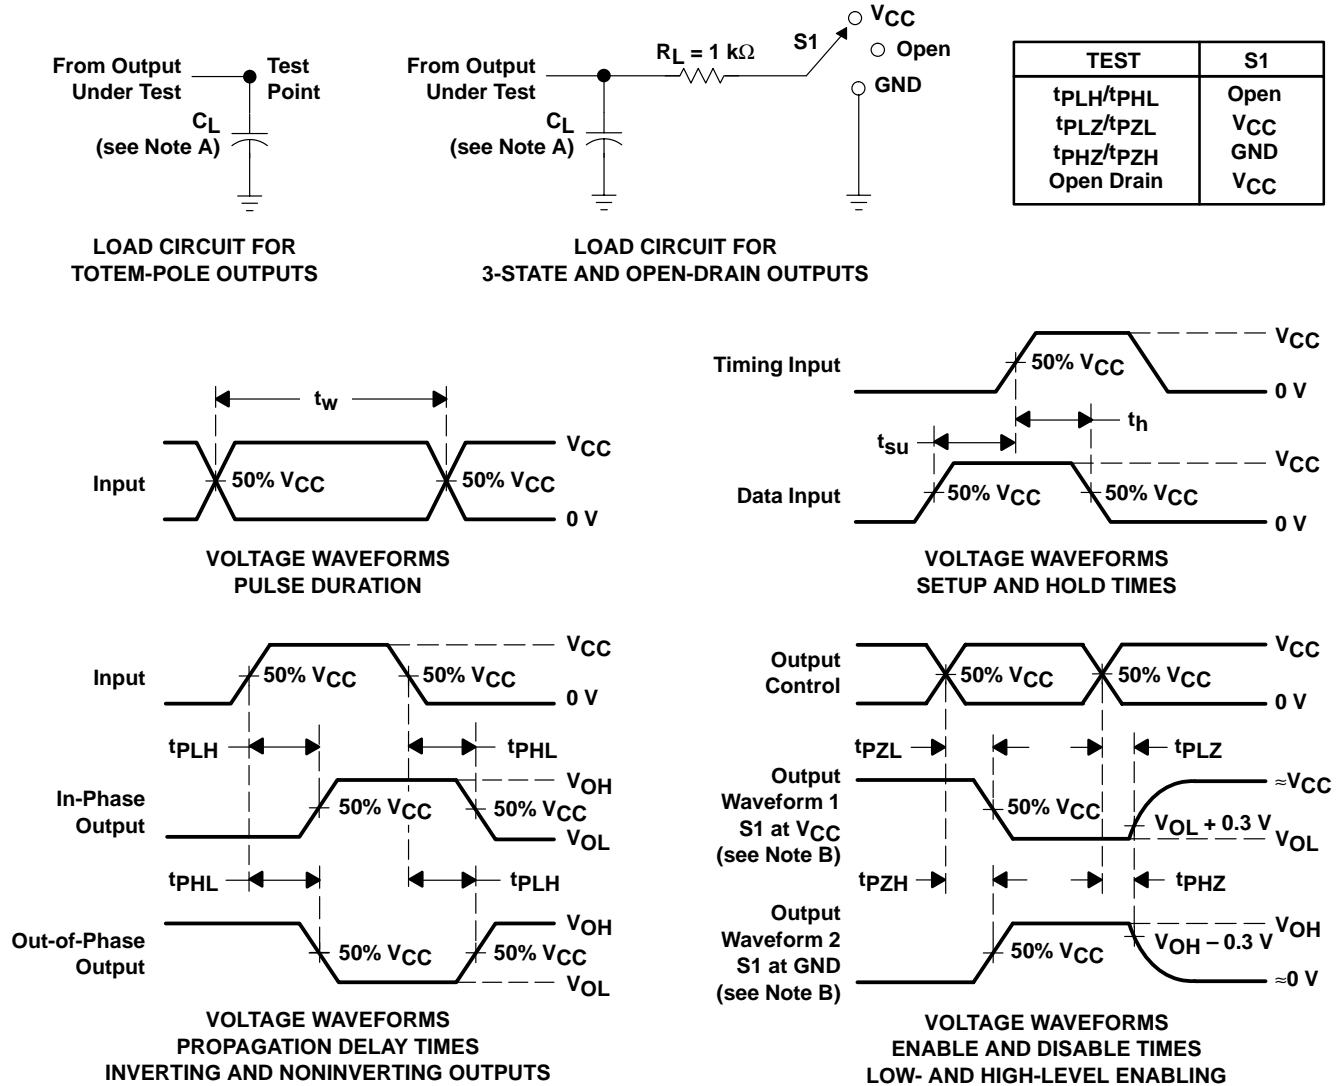 From Output
Under Test
Test
Point
CL
(see Note A)
LOAD CIRCUIT FOR
TOTEM-POLE OUTPUTS
From Output
Under Test
RL = 1 kΩ
S1
VCC
Open
GND
CL
(see Note A)
LOAD CIRCUIT FOR
3-STATE AND OPEN-DRAIN OUTPUTS
TEST S1
tPLH/tPHL Open
tPLZ/tPZL VCC
tPHZ/tPZH GND
Open Drain VCC
tw
Input
50% VCC
50% VCC
VCC
0 V
VOLTAGE WAVEFORMS
PULSE DURATION
Timing Input
50% VCC
VCC
0 V
tsu
th
Data Input
50% VCC
50% VCC
VCC
0 V
VOLTAGE WAVEFORMS
SETUP AND HOLD TIMES
Input
50% VCC
50% VCC
VCC
0 V
tPLH
tPHL
In-Phase
Output
50% VCC
50% VCC
VOH
VOL
tPHL
tPLH
Out-of-Phase
Output
50% VCC
50% VCC
VOH
VOL
VOLTAGE WAVEFORMS
PROPAGATION DELAY TIMES
INVERTING AND NONINVERTING OUTPUTS
Output
Control
50% VCC
50% VCC
VCC
0 V
tPZL
tPLZ
Output
Waveform 1
S1 at VCC
(see Note B)
50% VCC
VOL + 0.3 V
≈VCC
VOL
tPZH
tPHZ
Output
Waveform 2
S1 at GND
(see Note B)
50% VCC
VOH − 0.3 V
VOH
≈0 V
VOLTAGE WAVEFORMS
ENABLE AND DISABLE TIMES
LOW- AND HIGH-LEVEL ENABLING